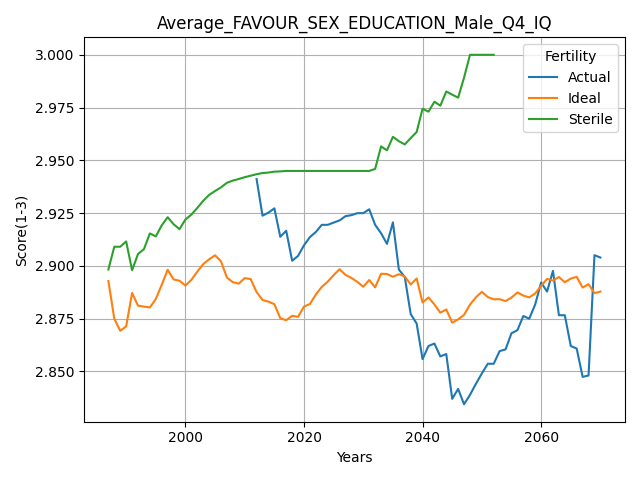 Average_FAVOUR_SEX_EDUCATION_Male_Q4_IQ
Fertility
Actual
Ideal
Sterile
Score(1-3)
3.000
2.975
2.950
2.925
2.900
2.875
2.850
2000
2020
2040
2060
Years